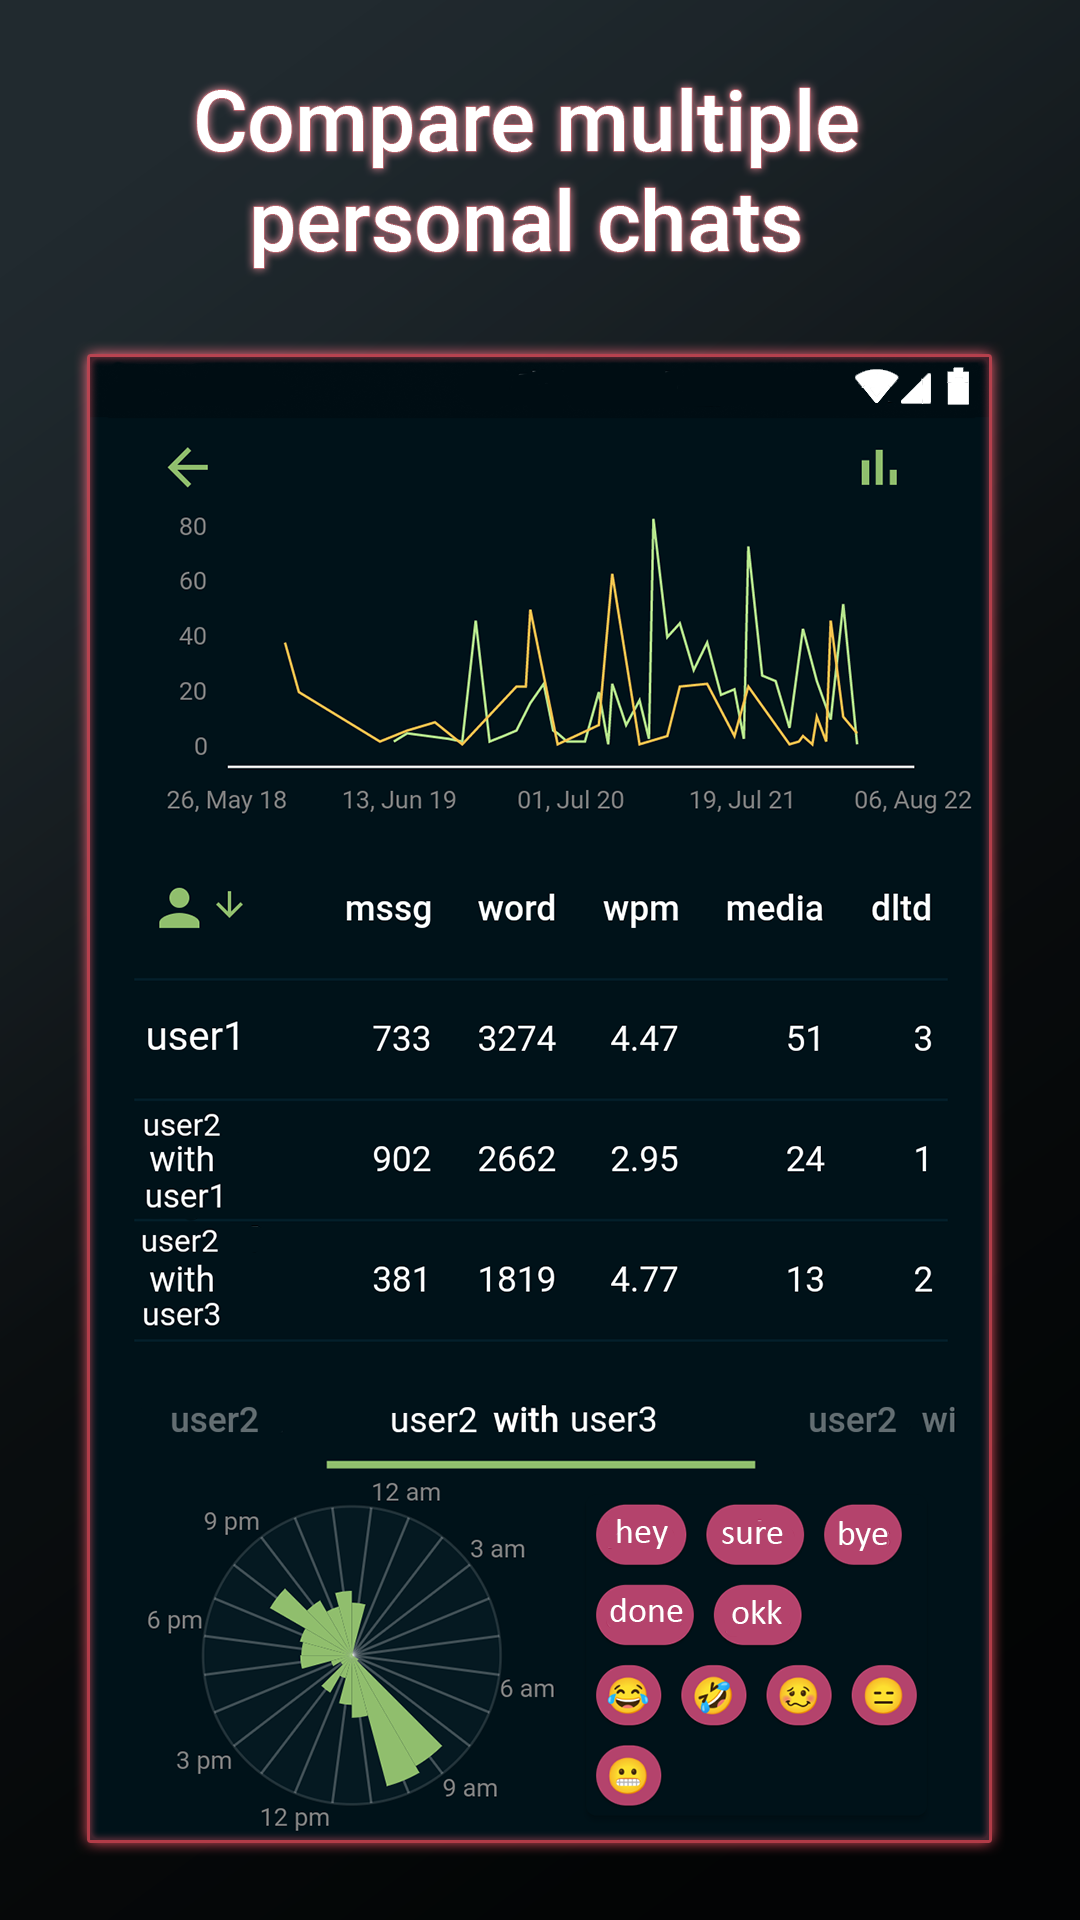 Compare multiple
personal chats
80
60
40
20
0
26, May 18 13, Jun 19 01, Jul 20 19, Jul 21 06, Aug 22
mssg word wpm media dltd
user1 733 3274 4.47 51 3
user2
with
user1
902 2662 2.95 24 1
user2
with
user3
381 1819 4.77 13 2
user2 user2 with user3 user2 wi
12 am
9 pm
3 am
6 pm
6 am
3 pm
9 am
12 pm
hey sure bye
done okk